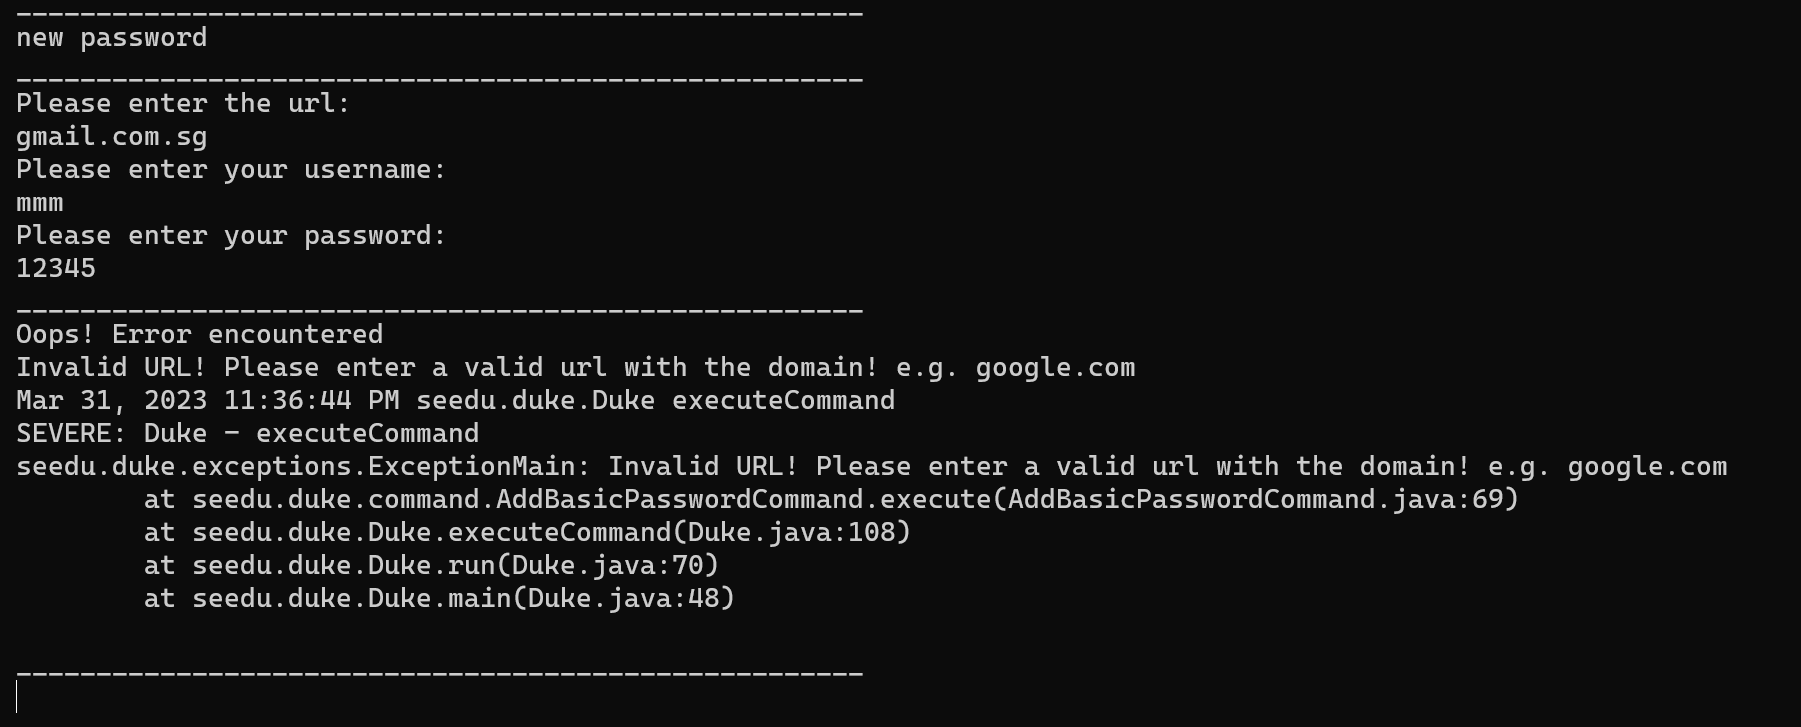 -----------------------------------------------------
new password
-----------------------------------------------------
Please enter the url:
gmail.com.sg
Please enter your username:
mmm
Please enter your password:
12345
-----------------------------------------------------
Oops! Error encountered
Invalid URL! Please enter a valid url with the domain! e.g. google.com
Mar 31, 2023 11:36:44 PM seedu.duke.Duke executeCommand
SEVERE: Duke - executeCommand
seedu.duke.exceptions.ExceptionMain: Invalid URL! Please enter a valid url with the domain! e.g. google.com
        at seedu.duke.command.AddBasicPasswordCommand.execute(AddBasicPasswordCommand.java:69)
        at seedu.duke.Duke.executeCommand(Duke.java:108)
        at seedu.duke.Duke.run(Duke.java:70)
        at seedu.duke.Duke.main(Duke.java:48)
-----------------------------------------------------